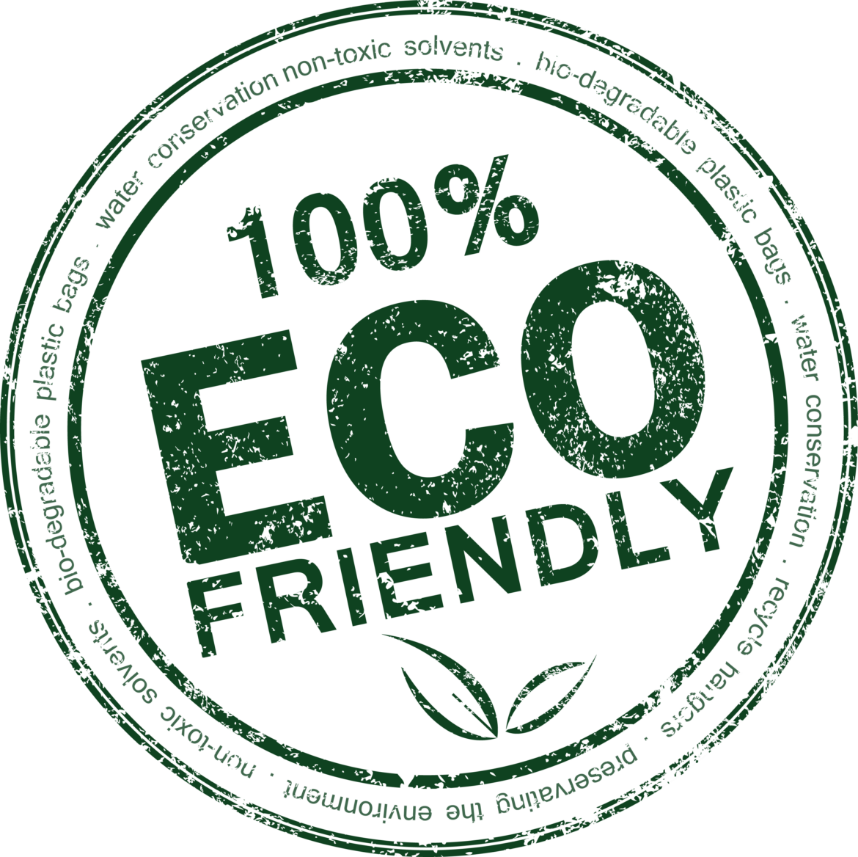 100%
ECO
FRIENDLY
non-toxic solvents . bio-degradable plastic bags . water conservation . recycle hangers . preservating the environment . non-toxic solvents . bio-degradable plastic bags . water conservation